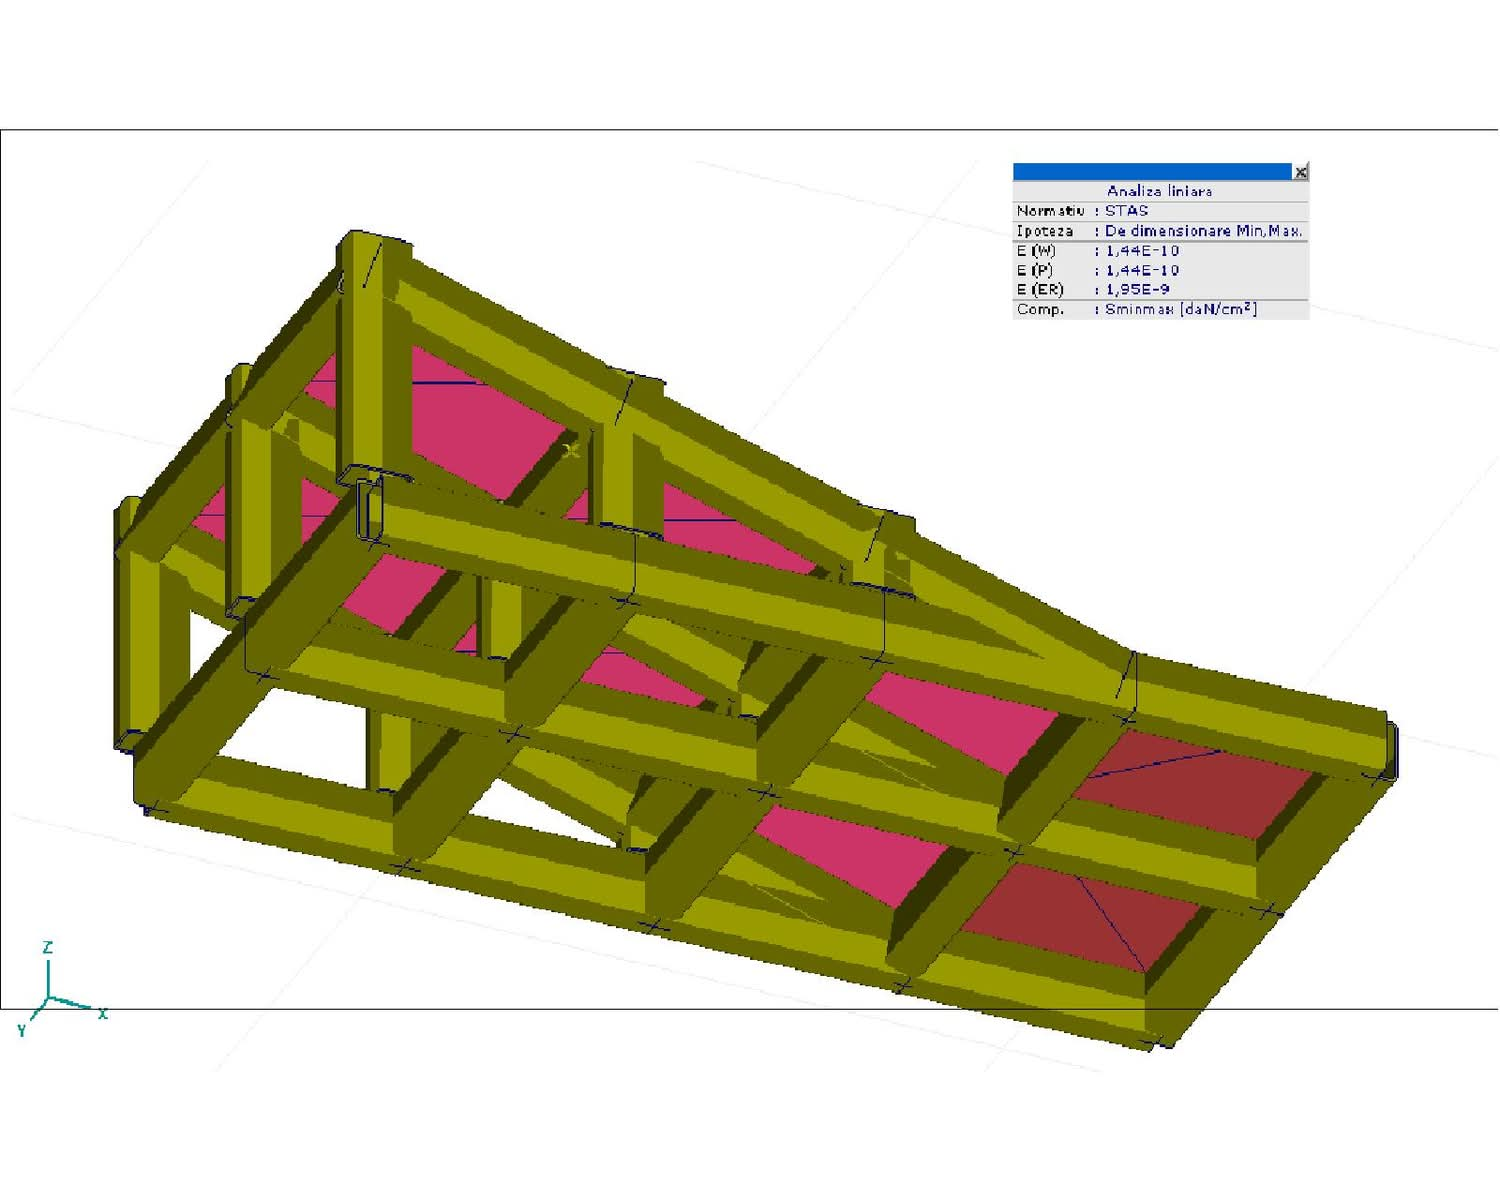 Analiza liniara
Normativ : STAS
Ipoteza : De dimensionare Min,Max.
E (W) : 1,44E-10
E (P) : 1,44E-10
E (ER) : 1,95E-9
Comp. : Sminmax [daN/cm²]
Z
X
Y